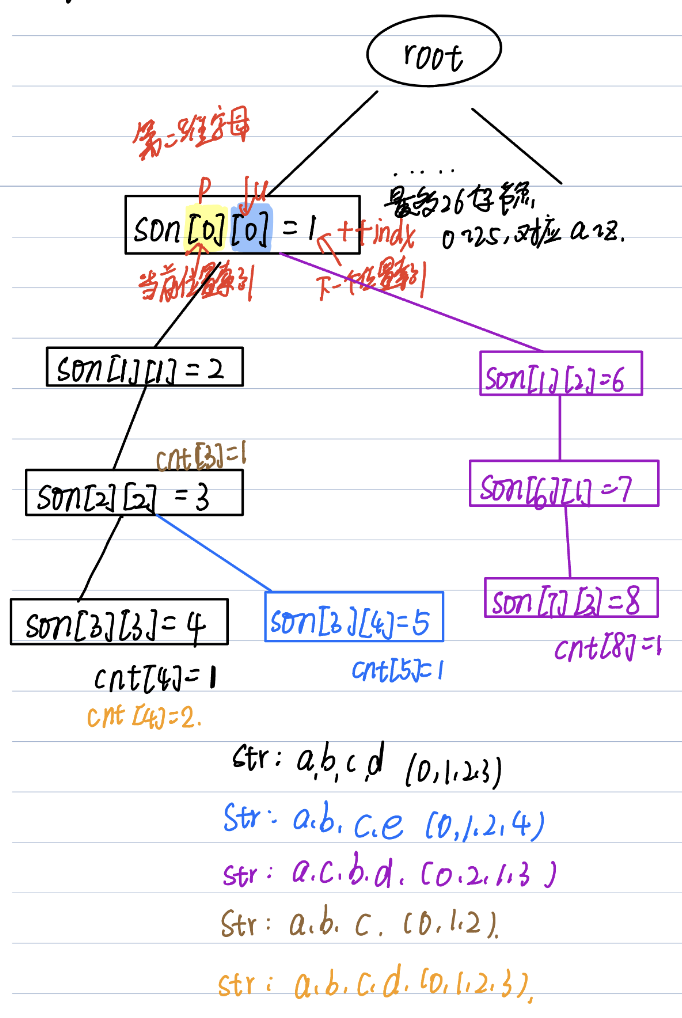 root
第二维字母
p u
.....
最多26子节点,
0~25,对应a~z.
son[0][0] = 1
++indx
当前位置索引
下一个位置索引
son[1][1] = 2
son[1][2]=6
cnt[3]=1
son[2][2] = 3
son[6][1]=7
son[3][3] = 4
son[3][4]=5
son[7][3]=8
cnt[4]=1
cnt[5]=1
cnt[8]=1
cnt[4]=2.
str: a,b,c,d (0,1,2,3)
str: a.b.c.e (0,1,2,4)
str: a.c.b.d. (0.2.1,3)
str: a.b. c. (0,1,2).
str: a.b.c.d. (0,1,2,3).